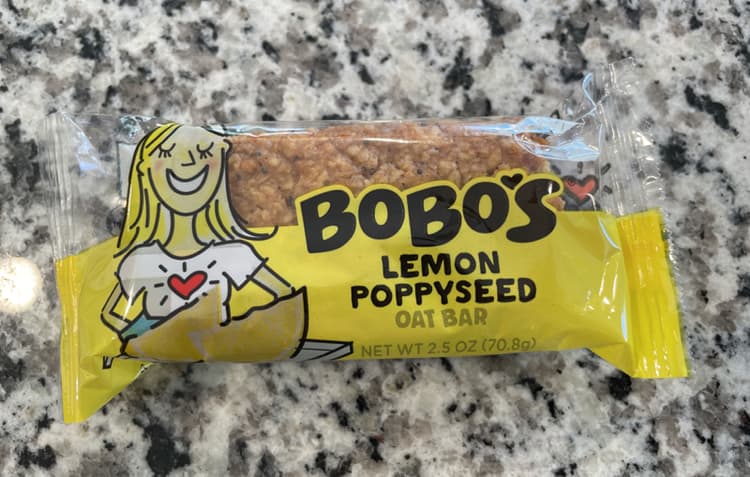 BOBO'S
LEMON
POPPYSEED
OAT BAR
NET WT 2.5 OZ (70.8g)